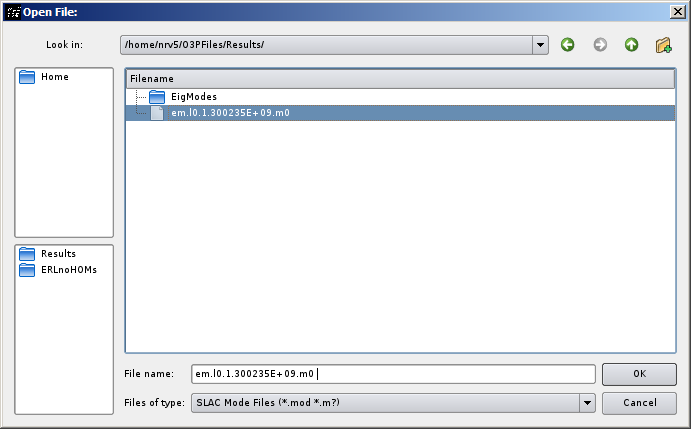 Open File:
Look in: /home/nrv5/O3PFiles/Results/
Home
Filename
EigModes
em.l0.1.300235E+09.m0
Results
ERLnoHOMs
File name: em.l0.1.300235E+09.m0 OK
Files of type: SLAC Mode Files (*.mod *.m?) Cancel